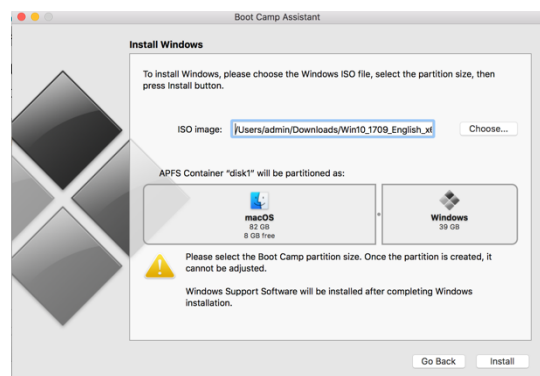 Boot Camp Assistant
Install Windows
To install Windows, please choose the Windows ISO file, select the partition size, then
press Install button.
ISO image: /Users/admin/Downloads/Win10_1709_English_x6 Choose...
APFS Container "disk1" will be partitioned as:
macOS
82 GB
8 GB free
Windows
39 GB
Please select the Boot Camp partition size. Once the partition is created, it
cannot be adjusted.
Windows Support Software will be installed after completing Windows
installation.
Go Back Install